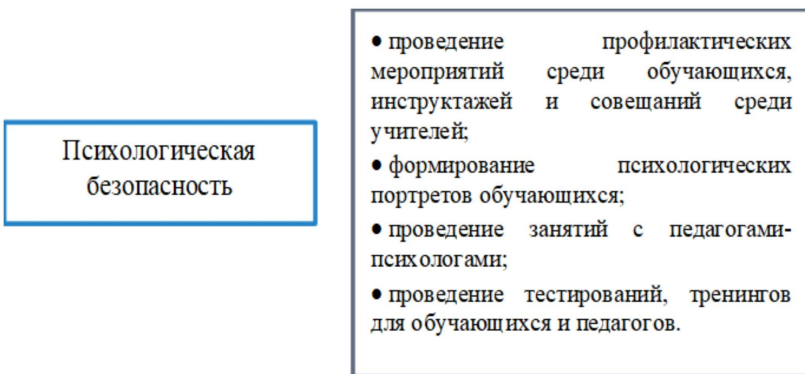 Психологическая
безопасность
• проведение профилактических
мероприятий среди обучающихся,
инструктажей и совещаний среди
учителей;
• формирование психологических
портретов обучающихся;
• проведение занятий с педагогами-
психологами;
• проведение тестирований, тренингов
для обучающихся и педагогов.